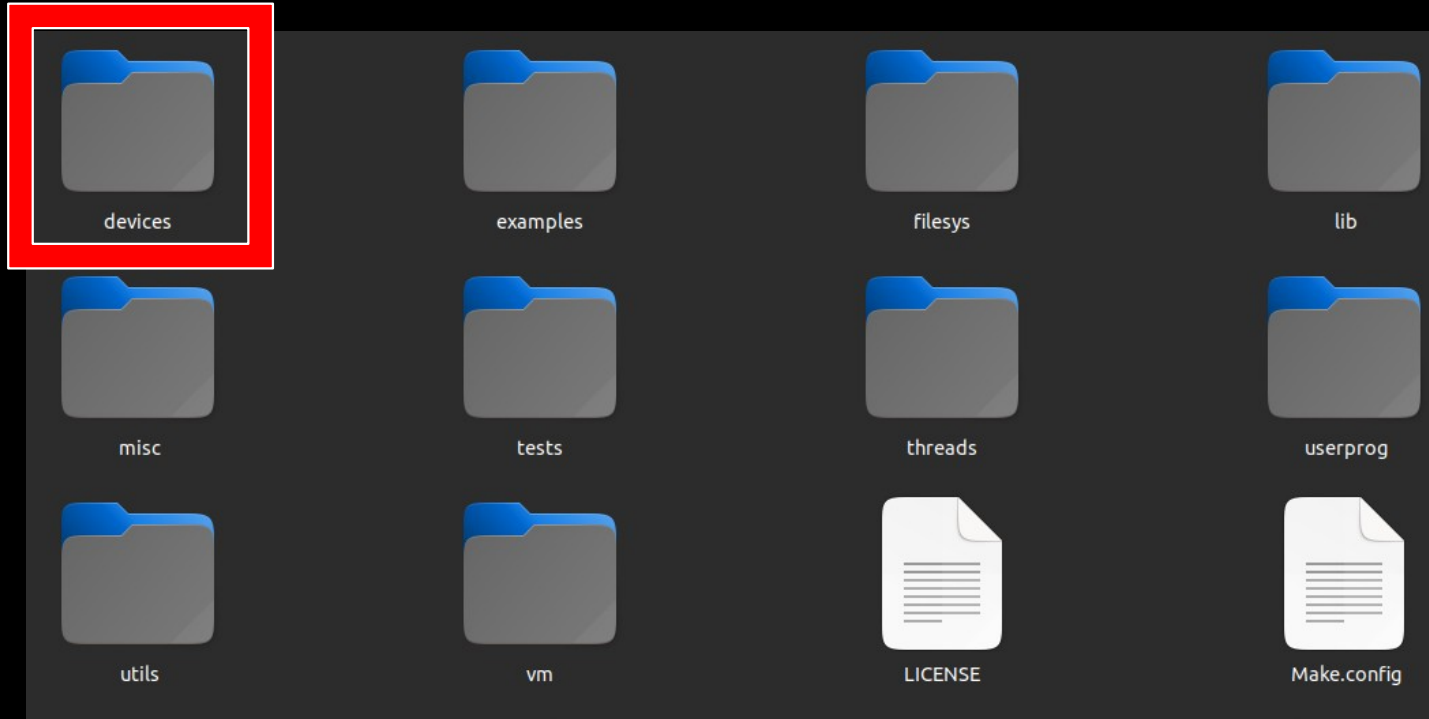 devices examples filesys lib
misc tests threads userprog
utils vm LICENSE Make.config